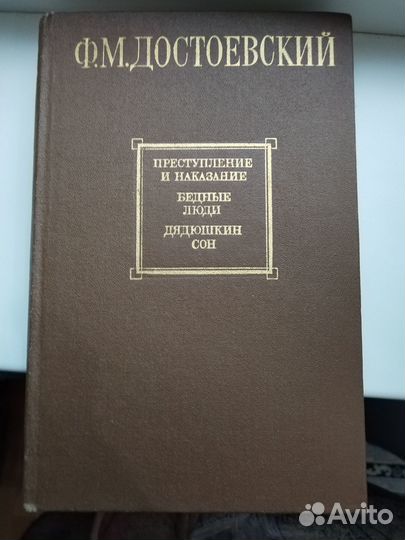 Ф.М.ДОСТОЕВСКИЙ
ПРЕСТУПЛЕНИЕ
И НАКАЗАНИЕ
БЕДНЫЕ
ЛЮДИ
ДЯДЮШКИН
СОН
Avito